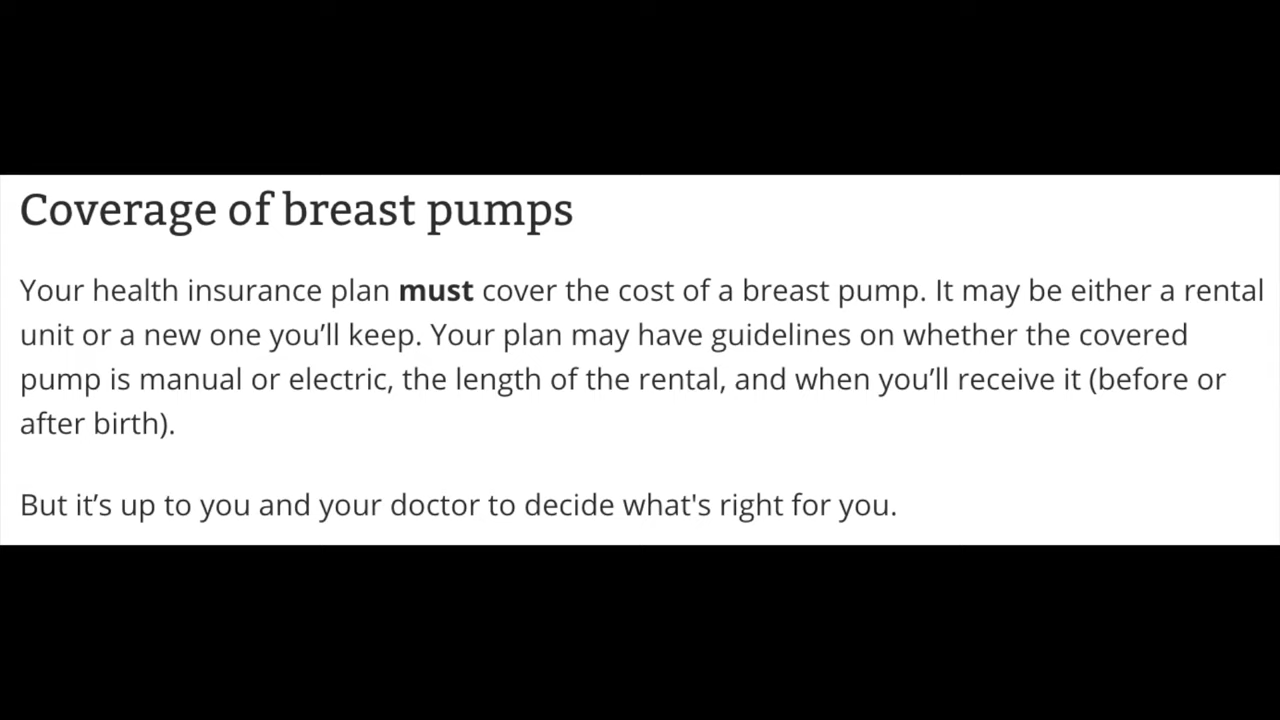 Coverage of breast pumps
Your health insurance plan must cover the cost of a breast pump. It may be either a rental
unit or a new one you’ll keep. Your plan may have guidelines on whether the covered
pump is manual or electric, the length of the rental, and when you’ll receive it (before or
after birth).
But it’s up to you and your doctor to decide what's right for you.